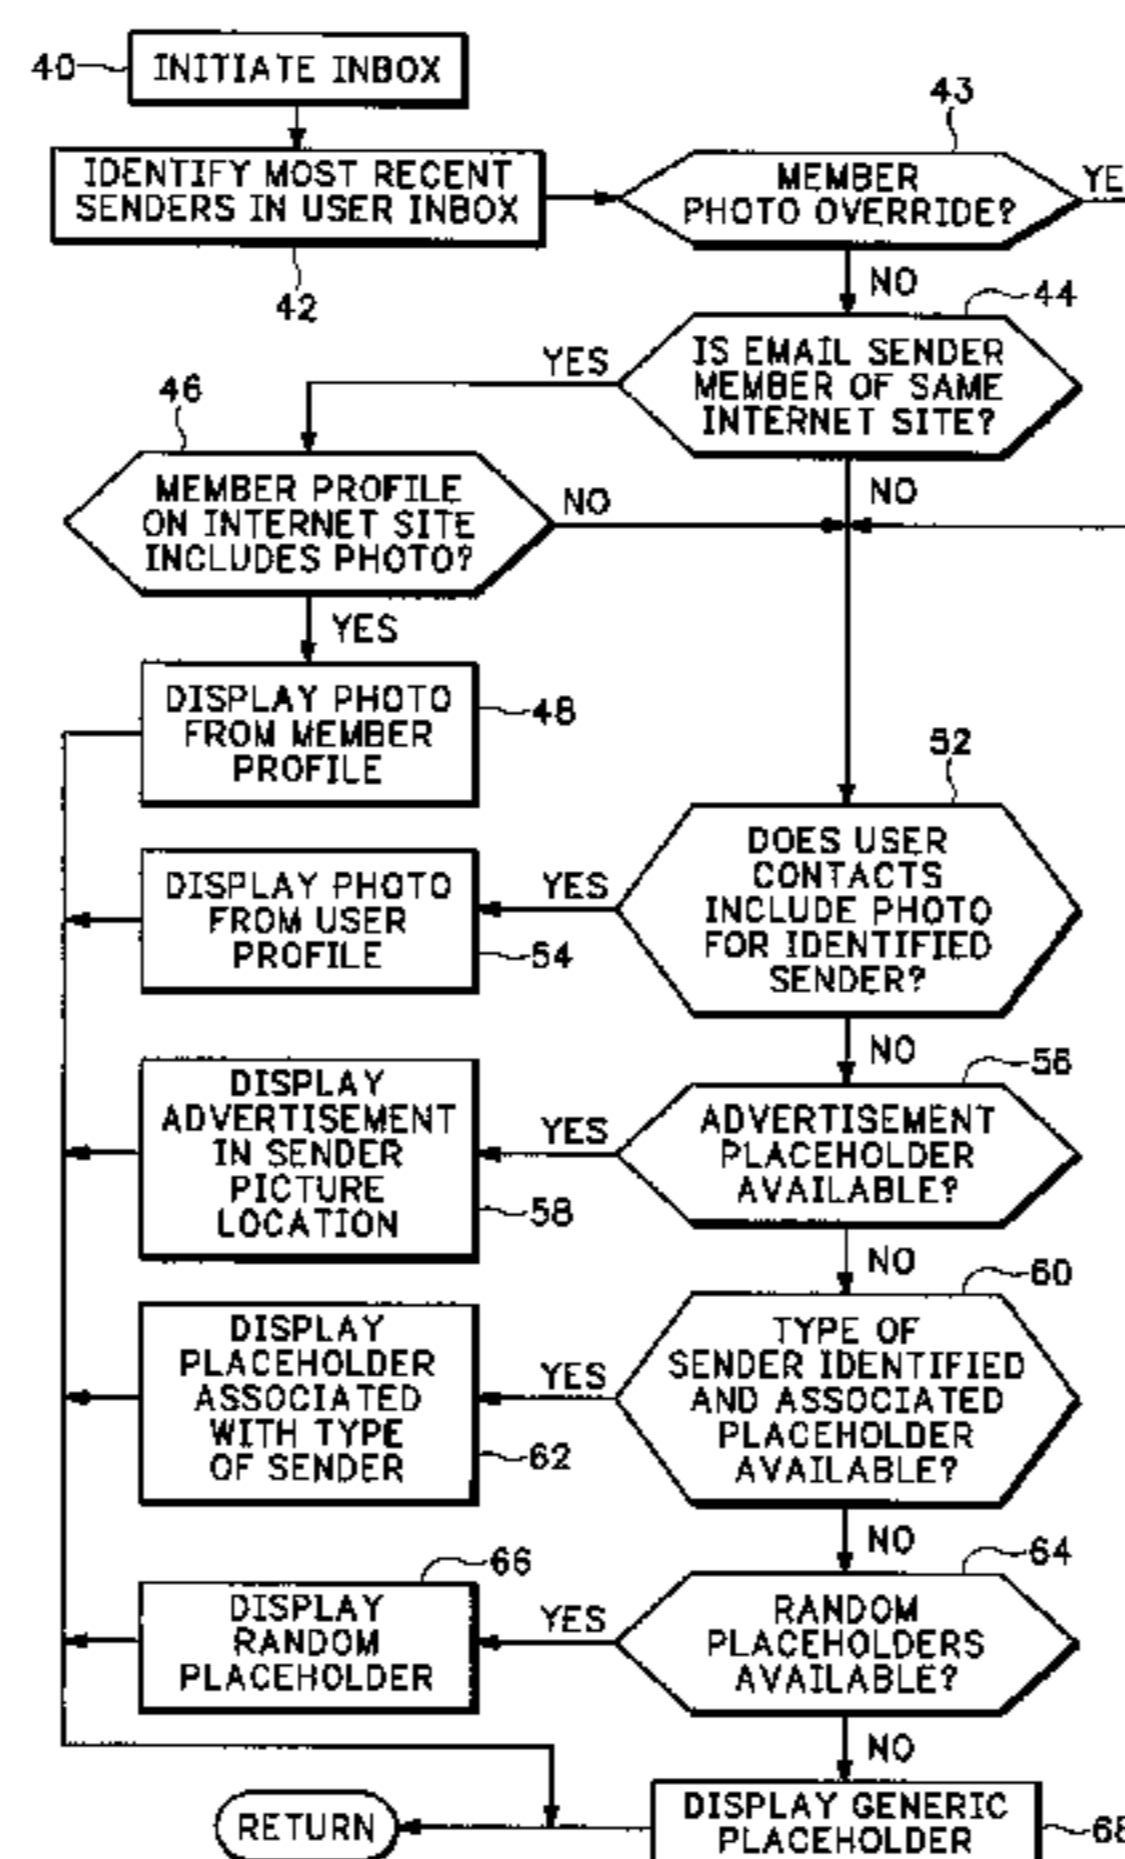 40
INITIATE INBOX
43
IDENTIFY MOST RECENT
SENDERS IN USER INBOX
42
MEMBER
PHOTO OVERRIDE?
NO
44
IS EMAIL SENDER
MEMBER OF SAME
INTERNET SITE?
YES
NO
46
MEMBER PROFILE
ON INTERNET SITE
INCLUDES PHOTO?
NO
YES
DISPLAY PHOTO
FROM MEMBER
PROFILE
48
52
DOES USER
CONTACTS
INCLUDE PHOTO
FOR IDENTIFIED
SENDER?
YES
NO
DISPLAY PHOTO
FROM USER
PROFILE
54
56
ADVERTISEMENT
PLACEHOLDER
AVAILABLE?
YES
NO
DISPLAY
ADVERTISEMENT
IN SENDER
PICTURE
LOCATION
58
60
TYPE OF
SENDER IDENTIFIED
AND ASSOCIATED
PLACEHOLDER
AVAILABLE?
YES
NO
DISPLAY
PLACEHOLDER
ASSOCIATED
WITH TYPE
OF SENDER
62
64
RANDOM
PLACEHOLDERS
AVAILABLE?
YES
NO
66
DISPLAY
RANDOM
PLACEHOLDER
DISPLAY GENERIC
PLACEHOLDER
68
RETURN